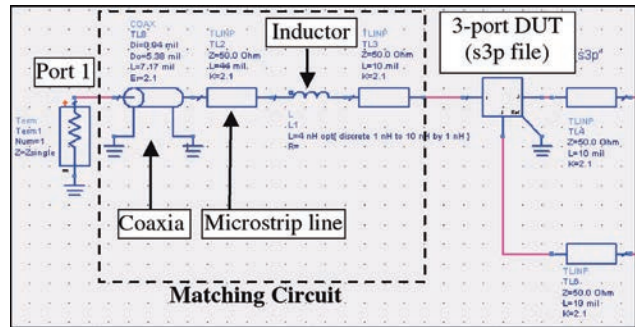 Port 1
COAX
TL8
Di=0.94 mil
Do=5.38 mil
L=7.17 mil
Er=2.1
TLINP
TL2
Z=50.0 Ohm
K=2.1
Inductor
TLINP
TL3
Z=50.0 Ohm
L=10 mil
K=2.1
3-port DUT
(s3p file)
s3p
TLINP
TL4
Z=50.0 Ohm
L=10 mil
K=2.1
Term
Term1
Num=1
Z=Zsingle
L
L1
L=4 nH opt{ discrete 1 nH to 10 nH by 1 nH }
R=
Ref
Coaxia
Microstrip line
Matching Circuit
TLINP
Z=50.0 Ohm
L=10 mil
K=2.1